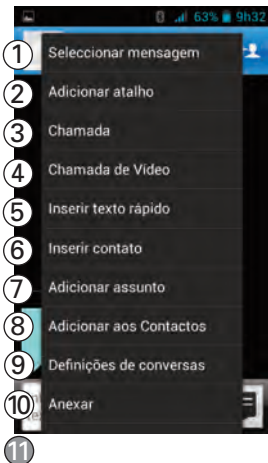 63% 9h32
1 Seleccionar mensagem
2 Adicionar atalho
3 Chamada
4 Chamada de Vídeo
5 Inserir texto rápido
6 Inserir contato
7 Adicionar assunto
8 Adicionar aos Contactos
9 Definições de conversas
10 Anexar
11